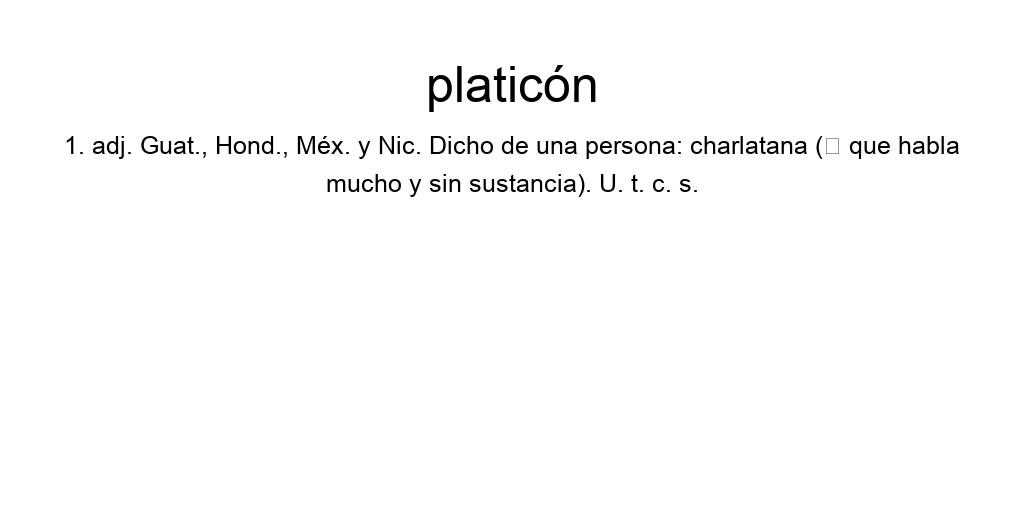 platicón
1. adj. Guat., Hond., Méx. y Nic. Dicho de una persona: charlatana (□ que habla
mucho y sin sustancia). U. t. c. s.